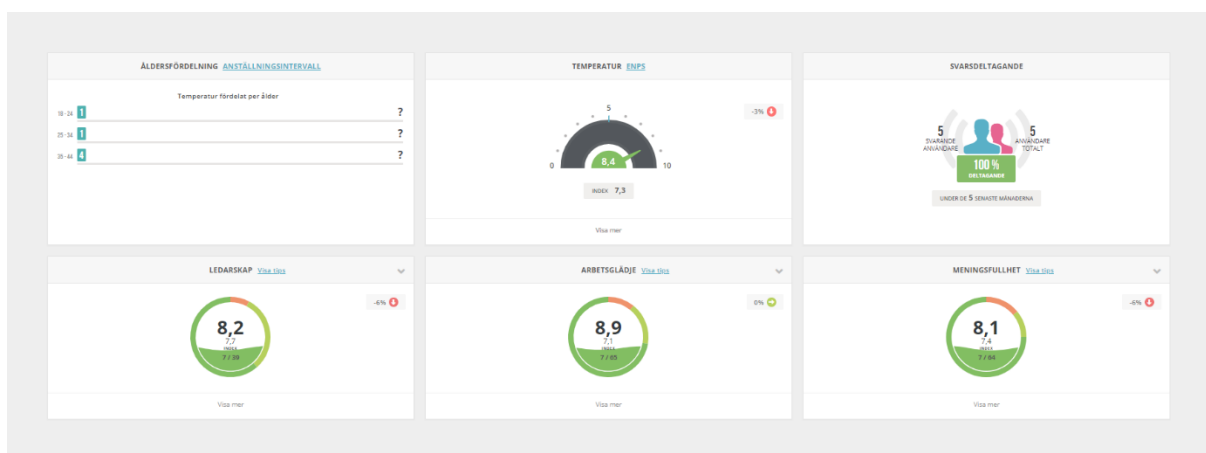 ÅLDERSFÖRDELNING ANSTÄLLNINGSINTERVALL
Temperatur fördelat per ålder
18-24 1 ?
25-34 1 ?
35-44 4 ?
TEMPERATUR ENPS
-3%
5
0
8,4
10
INDEX 7,3
Visa mer
SVARSDELTAGANDE
5
SVARANDE
ANVÄNDARE
5
ANVÄNDARE
TOTALT
100 %
DELTAGANDE
UNDER DE 5 SENASTE MÅNADERNA
LEDARSKAP Visa tips
-6%
8,2
7,7
INDEX
7 / 39
Visa mer
ARBETSGLÄDJE Visa tips
0%
8,9
7,1
INDEX
7 / 65
Visa mer
MENINGSFULLHET Visa tips
-6%
8,1
7,4
INDEX
7 / 64
Visa mer